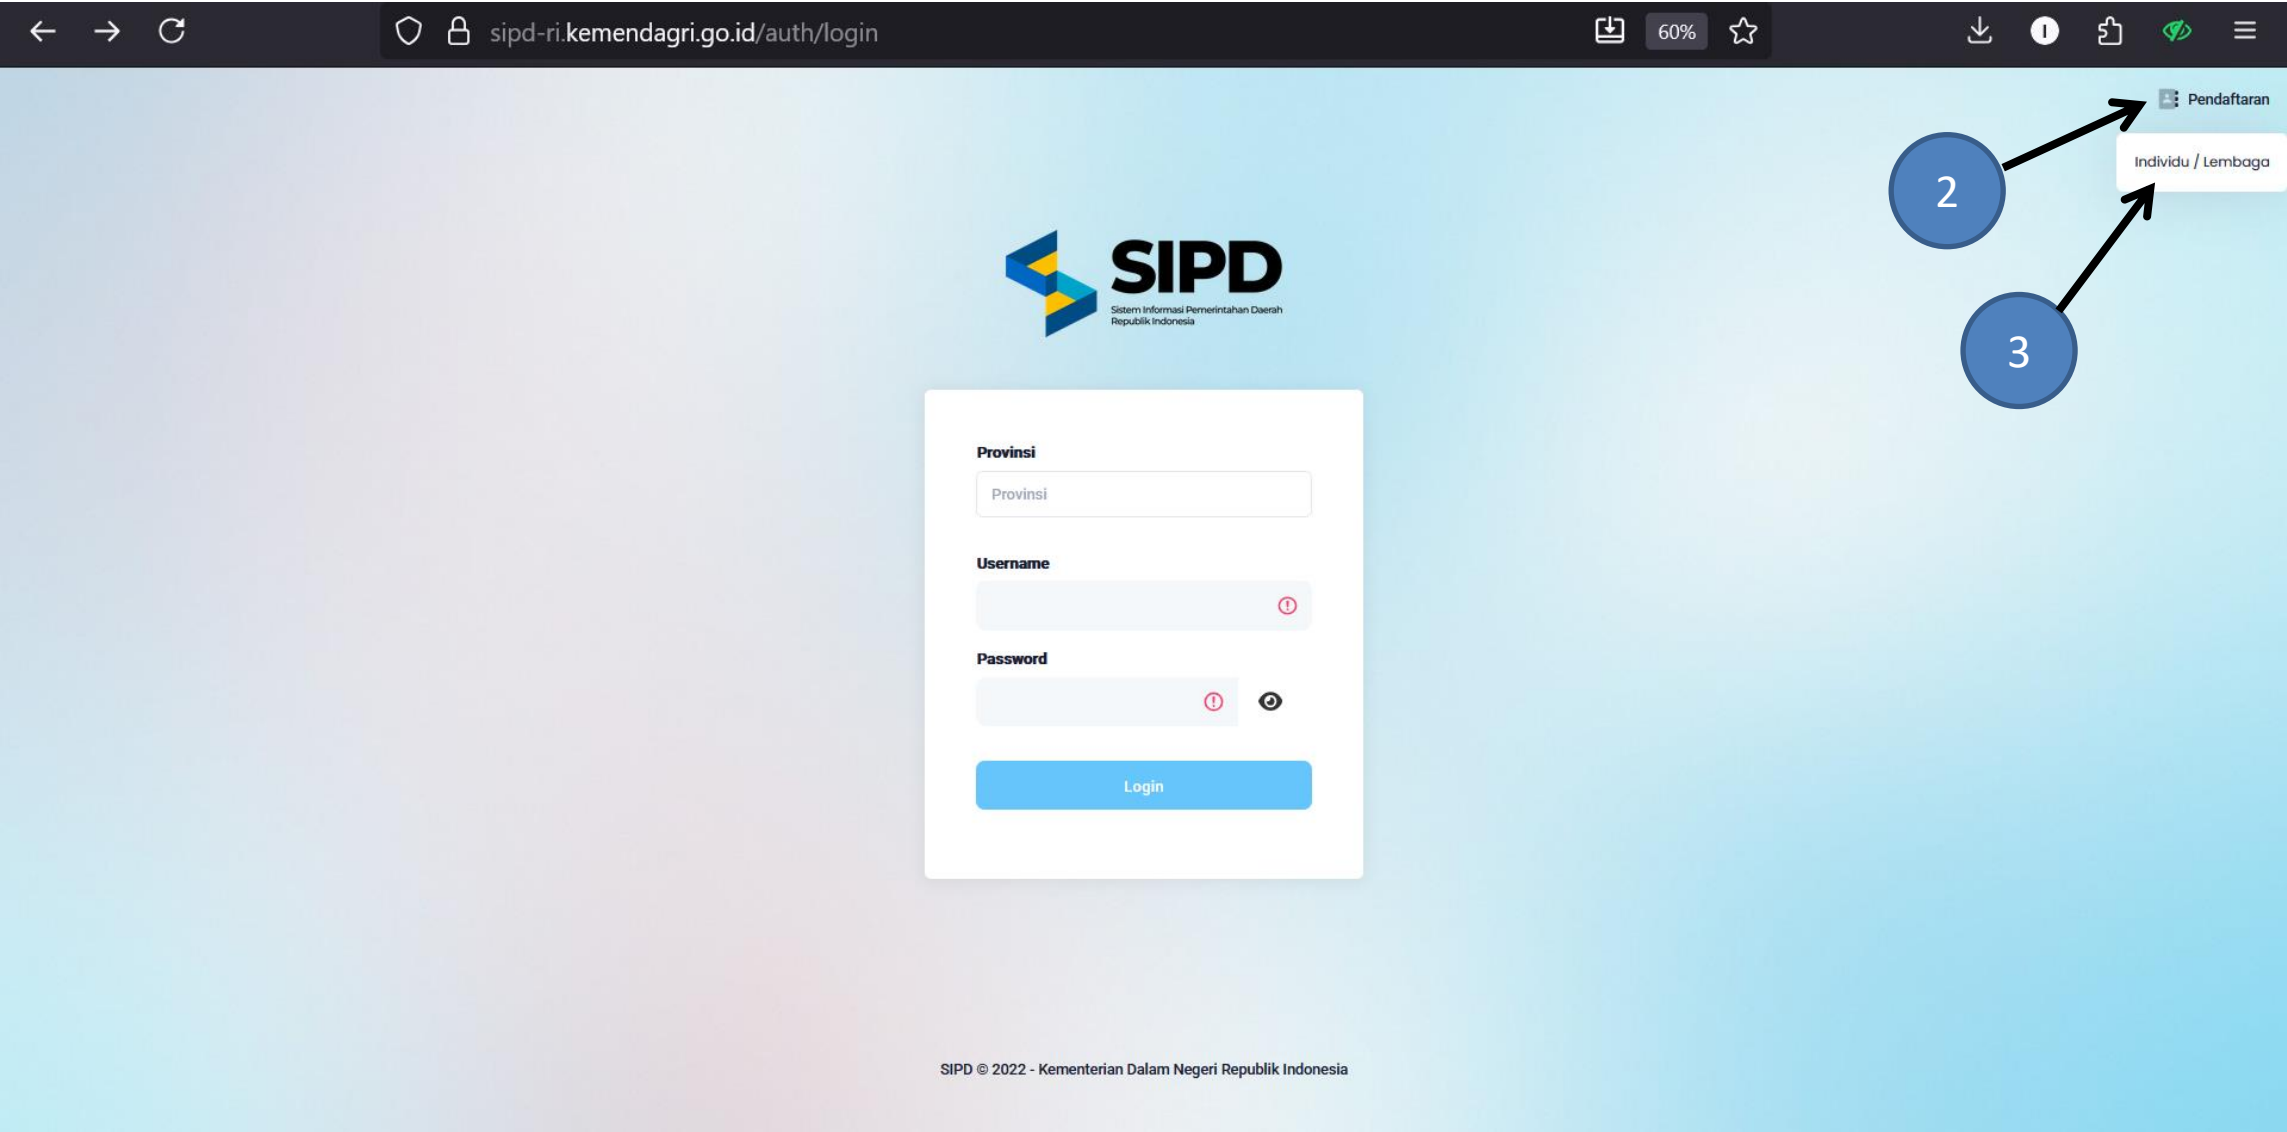 sipd-ri.kemendagri.go.id/auth/login
60%
Pendaftaran
Individu / Lembaga
2
3
SIPD
Sistem Informasi Pemerintahan Daerah
Republik Indonesia
Provinsi
Provinsi
Username
Password
Login
SIPD © 2022 - Kementerian Dalam Negeri Republik Indonesia